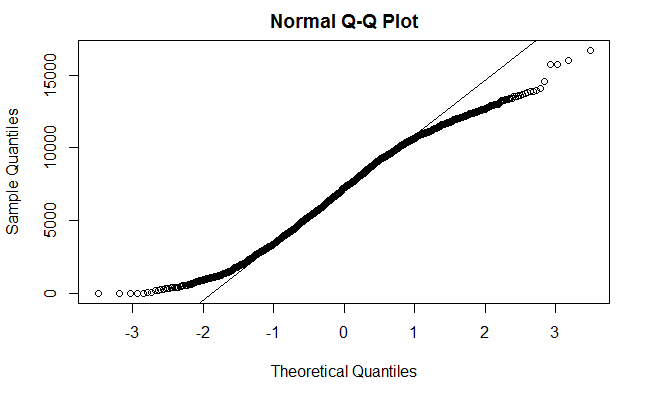 Normal Q-Q Plot
Sample Quantiles
15000
10000
5000
0
-3 -2 -1 0 1 2 3
Theoretical Quantiles